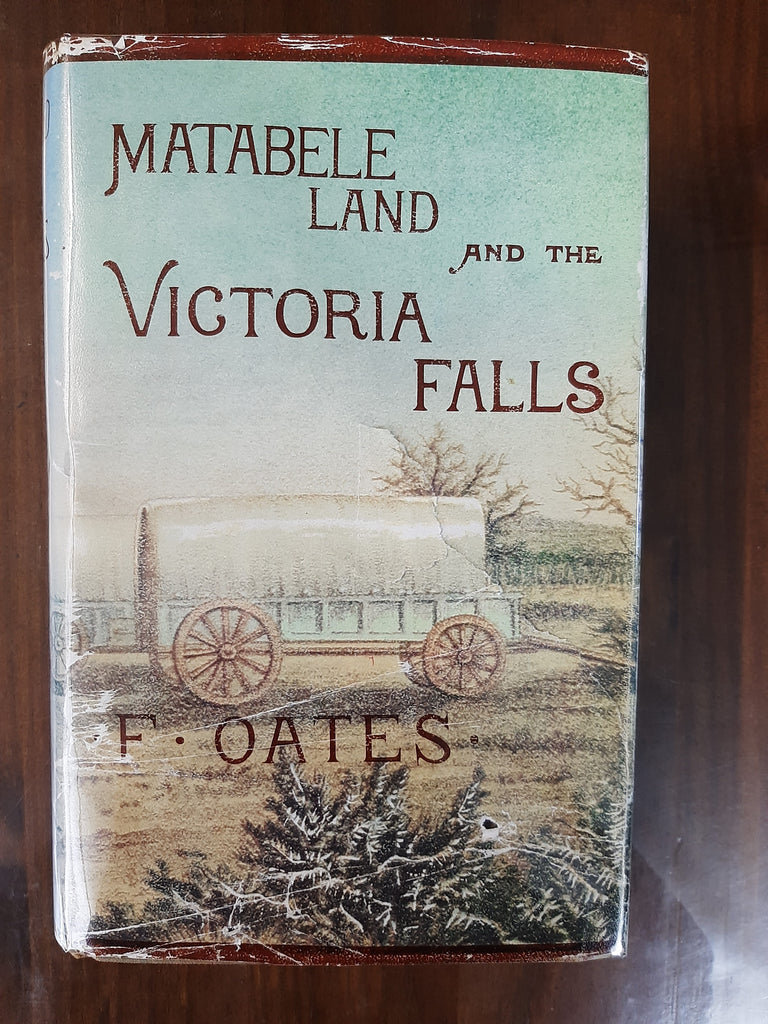 MATABELE
LAND
AND THE
VICTORIA
FALLS
· F · OATES ·